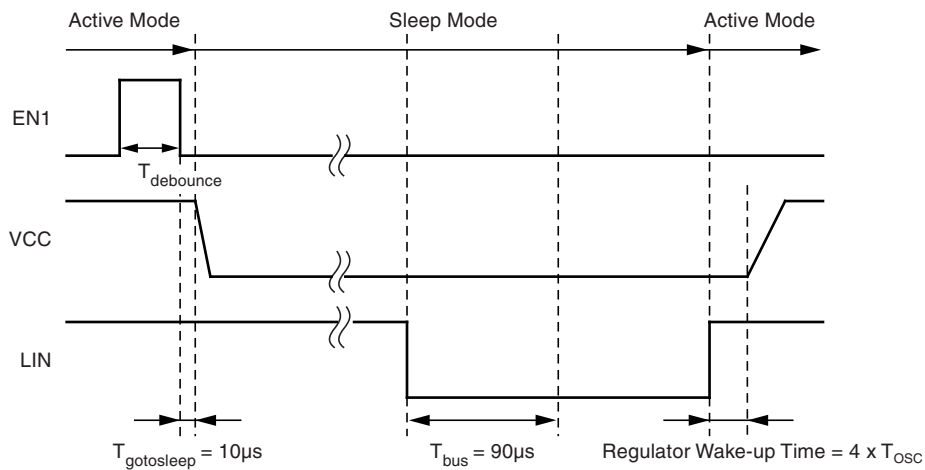 Active Mode Sleep Mode Active Mode
EN1
T_debounce
VCC
LIN
T_gotosleep = 10µs T_bus = 90µs Regulator Wake-up Time = 4 x T_OSC